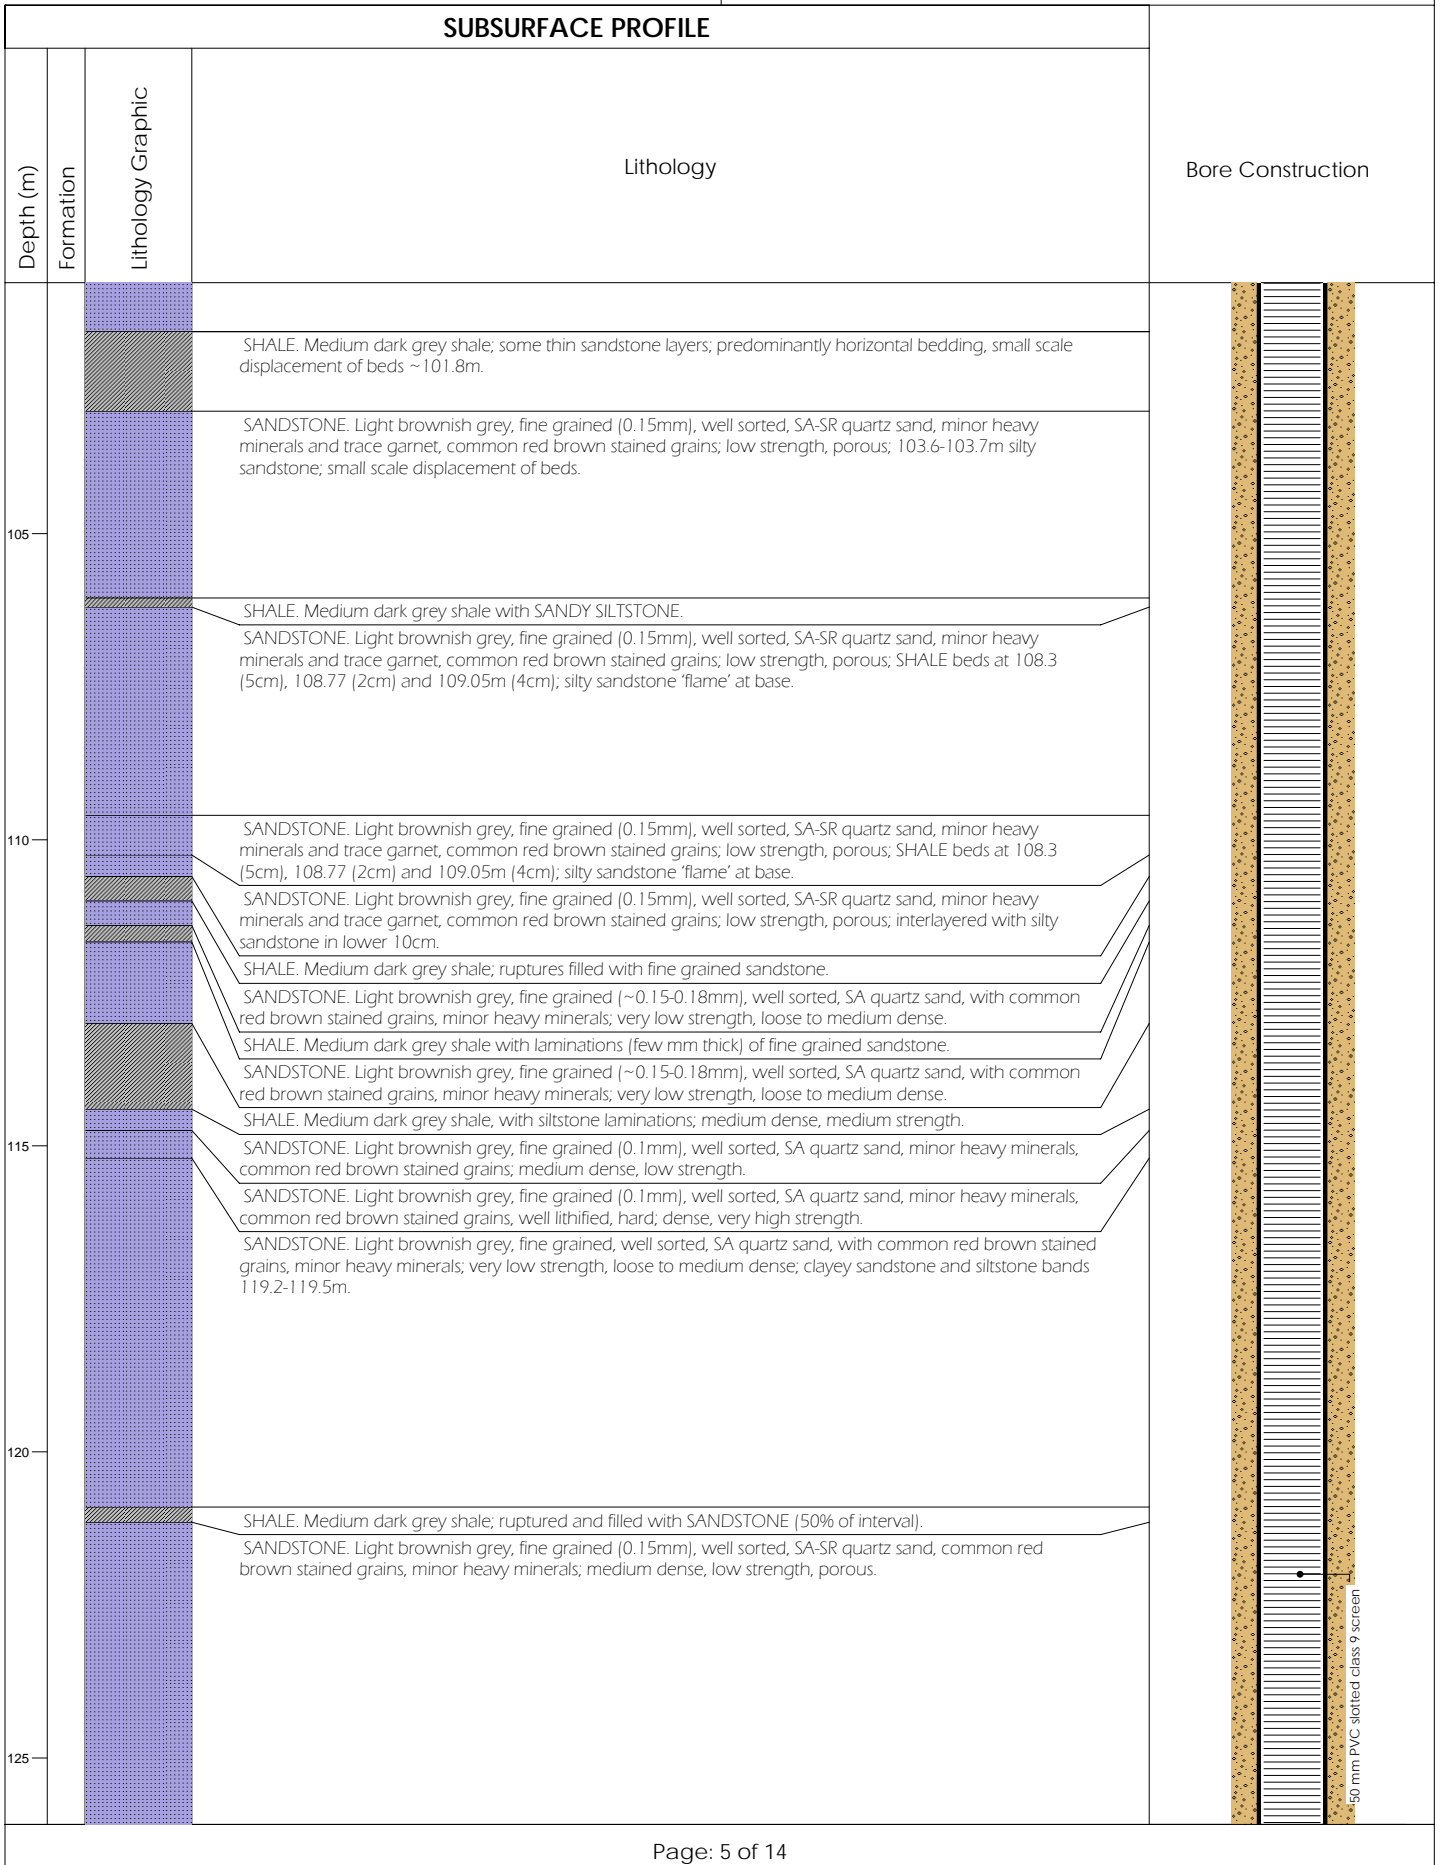 SUBSURFACE PROFILE
Depth (m)
Formation
Lithology Graphic
Lithology
Bore Construction
SHALE. Medium dark grey shale; some thin sandstone layers; predominantly horizontal bedding, small scale
displacement of beds ~101.8m.
SANDSTONE. Light brownish grey, fine grained (0.15mm), well sorted, SA-SR quartz sand, minor heavy
minerals and trace garnet, common red brown stained grains; low strength, porous; 103.6-103.7m silty
sandstone; small scale displacement of beds.
105
SHALE. Medium dark grey shale with SANDY SILTSTONE.
SANDSTONE. Light brownish grey, fine grained (0.15mm), well sorted, SA-SR quartz sand, minor heavy
minerals and trace garnet, common red brown stained grains; low strength, porous; SHALE beds at 108.3
(5cm), 108.77 (2cm) and 109.05m (4cm); silty sandstone 'flame' at base.
110
SANDSTONE. Light brownish grey, fine grained (0.15mm), well sorted, SA-SR quartz sand, minor heavy
minerals and trace garnet, common red brown stained grains; low strength, porous; SHALE beds at 108.3
(5cm), 108.77 (2cm) and 109.05m (4cm); silty sandstone 'flame' at base.
SANDSTONE. Light brownish grey, fine grained (0.15mm), well sorted, SA-SR quartz sand, minor heavy
minerals and trace garnet, common red brown stained grains; low strength, porous; interlayered with silty
sandstone in lower 10cm.
SHALE. Medium dark grey shale; ruptures filled with fine grained sandstone.
SANDSTONE. Light brownish grey, fine grained (~0.15-0.18mm), well sorted, SA quartz sand, with common
red brown stained grains, minor heavy minerals; very low strength, loose to medium dense.
SHALE. Medium dark grey shale with laminations (few mm thick) of fine grained sandstone.
SANDSTONE. Light brownish grey, fine grained (~0.15-0.18mm), well sorted, SA quartz sand, with common
red brown stained grains, minor heavy minerals; very low strength, loose to medium dense.
SHALE. Medium dark grey shale, with siltstone laminations; medium dense, medium strength.
115
SANDSTONE. Light brownish grey, fine grained (0.1mm), well sorted, SA quartz sand, minor heavy minerals,
common red brown stained grains; medium dense, low strength.
SANDSTONE. Light brownish grey, fine grained (0.1mm), well sorted, SA quartz sand, minor heavy minerals,
common red brown stained grains, well lithified, hard; dense, very high strength.
SANDSTONE. Light brownish grey, fine grained, well sorted, SA quartz sand, with common red brown stained
grains, minor heavy minerals; very low strength, loose to medium dense; clayey sandstone and siltstone bands
119.2-119.5m.
120
SHALE. Medium dark grey shale; ruptured and filled with SANDSTONE (50% of interval).
SANDSTONE. Light brownish grey, fine grained (0.15mm), well sorted, SA-SR quartz sand, common red
brown stained grains, minor heavy minerals; medium dense, low strength, porous.
50 mm PVC slotted class 9 screen
125
Page: 5 of 14